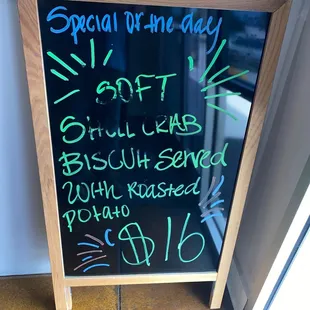 Special of the day
SOFT
SHELL CRAB
BISCUIT Served
With Roasted
Potato
$16